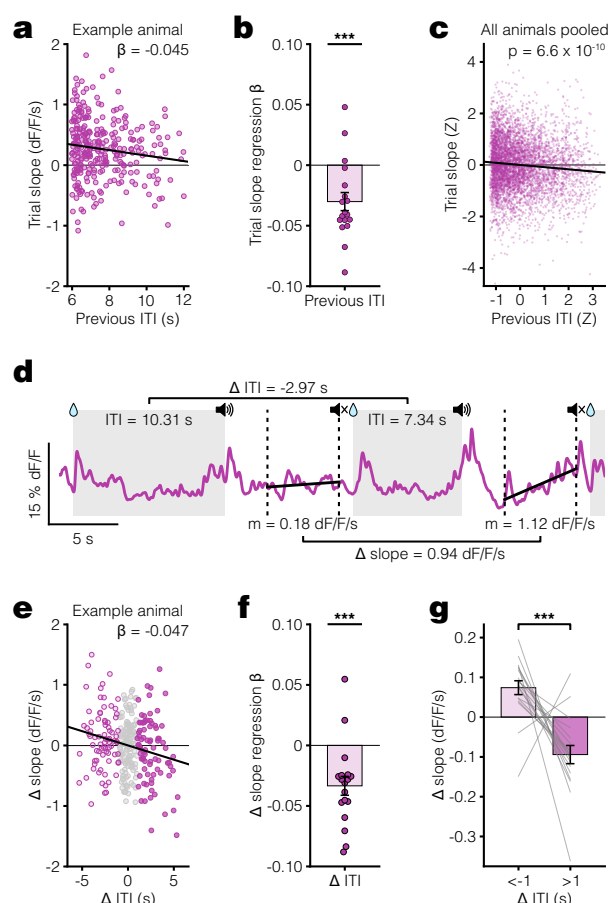 a
Example animal
β = -0.045
Trial slope (dF/F/s)
2
1
0
-1
-2
6
8
10
12
Previous ITI (s)
b
***
Trial slope regression β
0.10
0.05
0
-0.05
-0.10
Previous ITI
c
All animals pooled
p = 6.6 x 10-10
Trial slope (Z)
4
2
0
-2
-4
-1
0
1
2
3
Previous ITI (Z)
d
Δ ITI = -2.97 s
ITI = 10.31 s
ITI = 7.34 s
15 % dF/F
5 s
m = 0.18 dF/F/s
m = 1.12 dF/F/s
Δ slope = 0.94 dF/F/s
e
Example animal
β = -0.047
Δ slope (dF/F/s)
2
1
0
-1
-2
-5
0
5
Δ ITI (s)
f
***
Δ slope regression β
0.10
0.05
0
-0.05
-0.10
Δ ITI
g
***
Δ slope (dF/F/s)
0.2
0.1
0
-0.1
-0.2
-0.3
<-1
>1
Δ ITI (s)